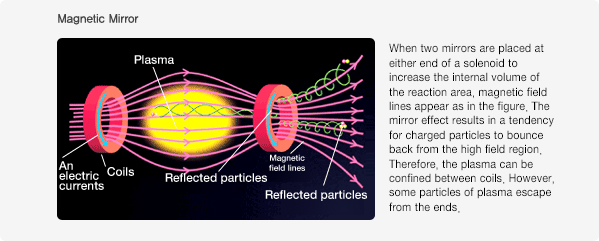 Magnetic Mirror
Plasma
An
electric
currents
Coils
Reflected particles
Magnetic
field lines
Reflected particles
When two mirrors are placed at
either end of a solenoid to
increase the internal volume of
the reaction area, magnetic field
lines appear as in the figure. The
mirror effect results in a tendency
for charged particles to bounce
back from the high field region.
Therefore, the plasma can be
confined between coils. However,
some particles of plasma escape
from the ends.